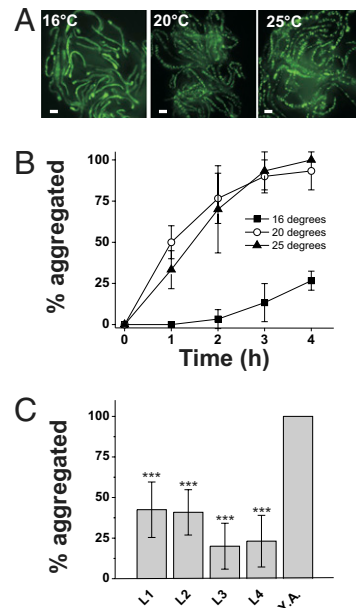 A
16°C 20°C 25°C
B
% aggregated
100
75
50
25
0
16 degrees
20 degrees
25 degrees
0 1 2 3 4
Time (h)
C
% aggregated
100
75
50
25
0
*** *** *** ***
L1 L2 L3 L4